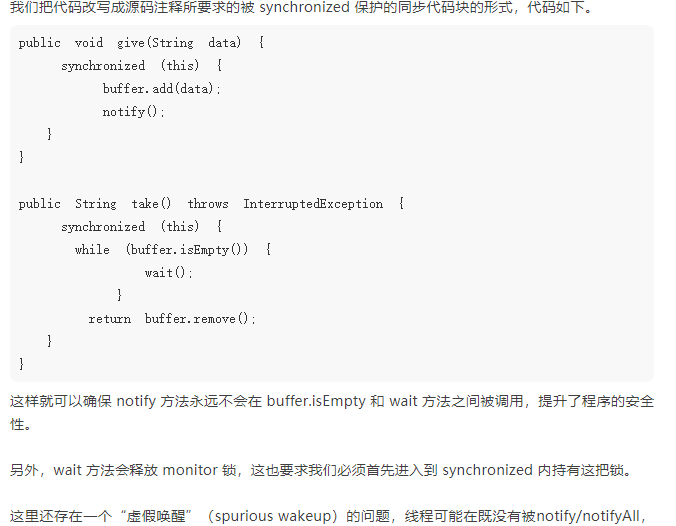 我们把代码改写成源码注释所要求的被 synchronized 保护的同步代码块的形式，代码如下。
public void give(String data) {
synchronized (this) {
buffer.add(data);
notify();
}
}
public String take() throws InterruptedException {
synchronized (this) {
while (buffer.isEmpty()) {
wait();
}
return buffer.remove();
}
}
这样就可以确保 notify 方法永远不会在 buffer.isEmpty 和 wait 方法之间被调用，提升了程序的安全
性。
另外，wait 方法会释放 monitor 锁，这也要求我们必须首先进入到 synchronized 内持有这把锁。
这里还存在一个“虚假唤醒”（spurious wakeup）的问题，线程可能在既没有被notify/notifyAll，